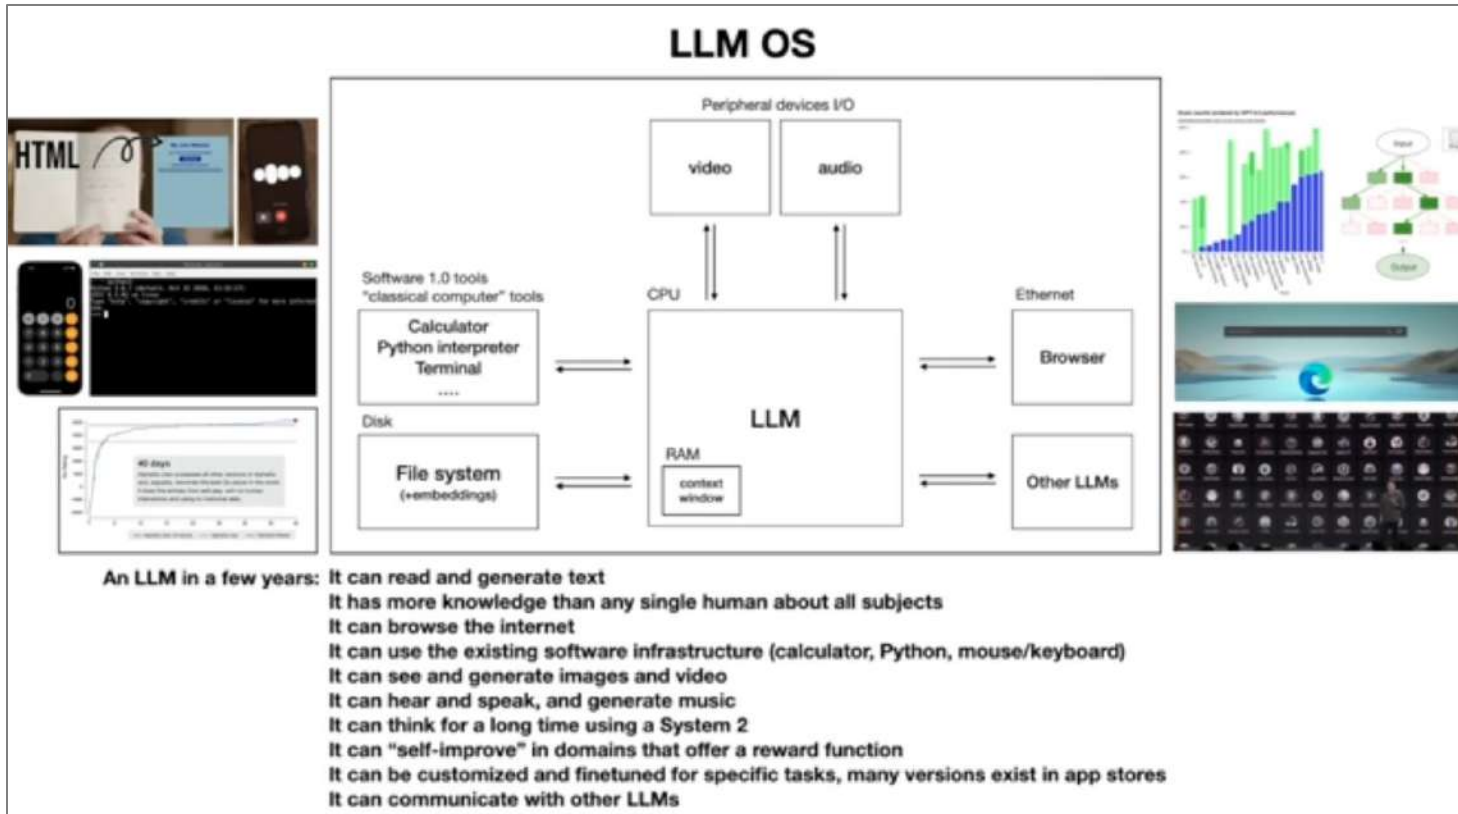 LLM OS
Peripheral devices I/O
video
audio
HTML
Software 1.0 tools
"classical computer" tools
CPU
Ethernet
Calculator
Python interpreter
Terminal
....
Browser
LLM
Disk
RAM
File system
(+embeddings)
context
window
Other LLMs
Input
Output
0
40 days
An LLM in a few years:
It can read and generate text
It has more knowledge than any single human about all subjects
It can browse the internet
It can use the existing software infrastructure (calculator, Python, mouse/keyboard)
It can see and generate images and video
It can hear and speak, and generate music
It can think for a long time using a System 2
It can "self-improve" in domains that offer a reward function
It can be customized and finetuned for specific tasks, many versions exist in app stores
It can communicate with other LLMs